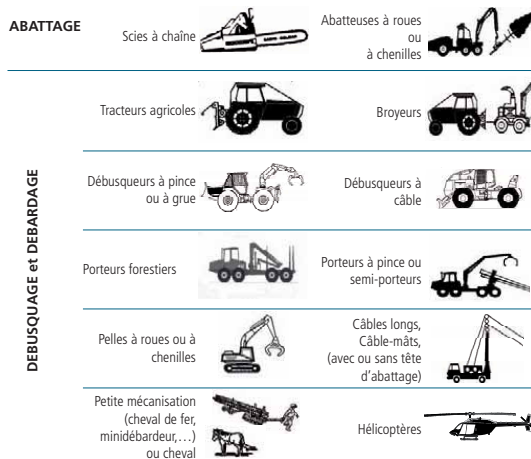 ABATTAGE
Scies à chaîne
Abatteuses à roues
ou
à chenilles
DEBUSQUAGE et DEBARDAGE
Tracteurs agricoles
Broyeurs
Débusqueurs à pince
ou à grue
Débusqueurs à
câble
Porteurs forestiers
Porteurs à pince ou
semi-porteurs
Pelles à roues ou à
chenilles
Câbles longs,
Câble-mâts,
(avec ou sans tête
d'abattage)
Petite mécanisation
(cheval de fer,
minidébardeur,…)
ou cheval
Hélicoptères